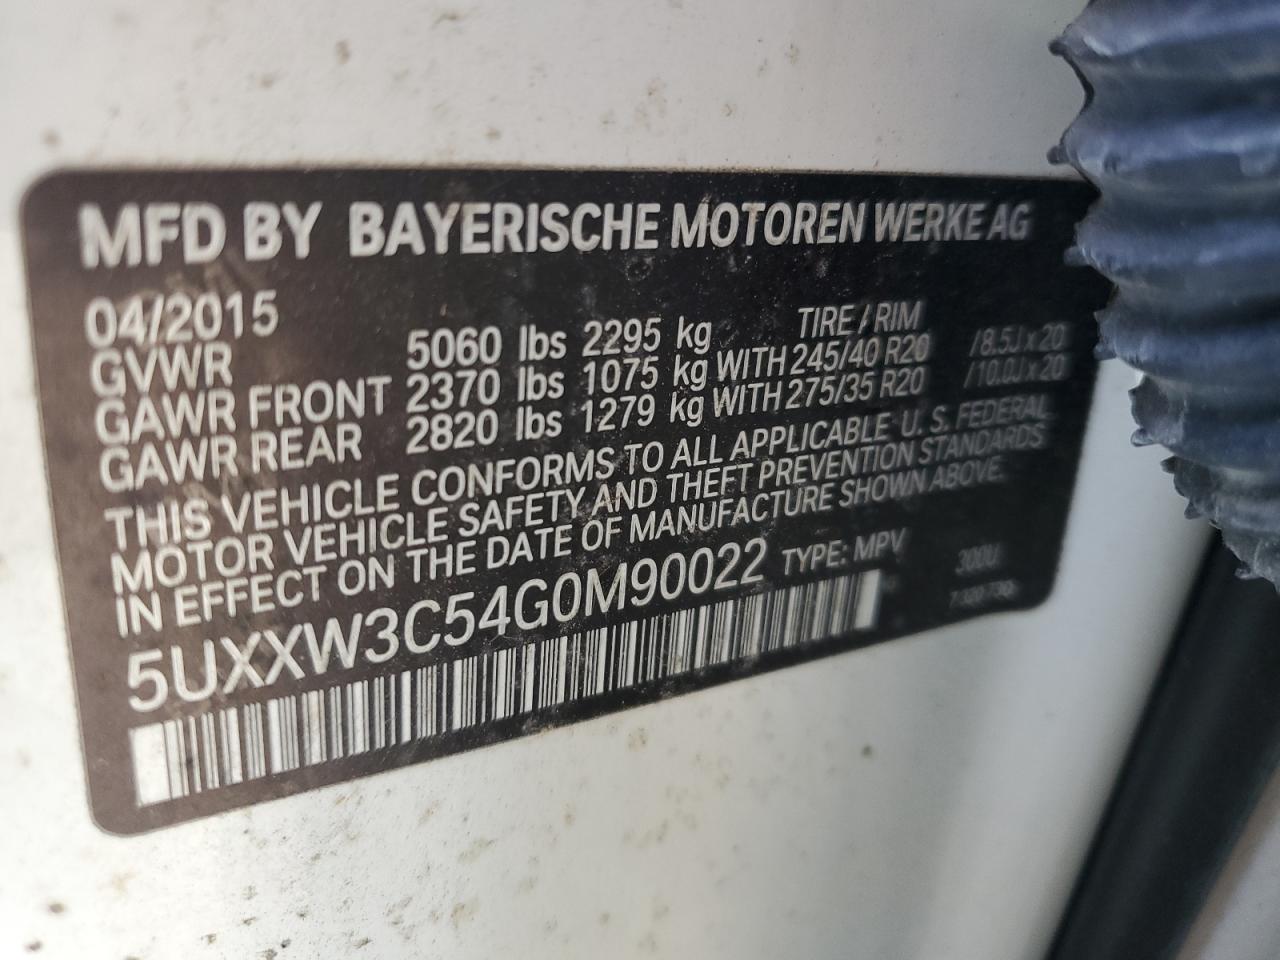 MFD BY BAYERISCHE MOTOREN WERKE AG
04/2015 TIRE / RIM
GVWR 5060 lbs 2295 kg
GAWR FRONT 2370 lbs 1075 kg WITH 245/40 R20 /8.5J x 20
GAWR REAR 2820 lbs 1279 kg WITH 275/35 R20 /10.0J x 20
THIS VEHICLE CONFORMS TO ALL APPLICABLE U. S. FEDERAL
MOTOR VEHICLE SAFETY AND THEFT PREVENTION STANDARDS
IN EFFECT ON THE DATE OF MANUFACTURE SHOWN ABOVE.
5UXXW3C54G0M90022 TYPE: MPV 300U